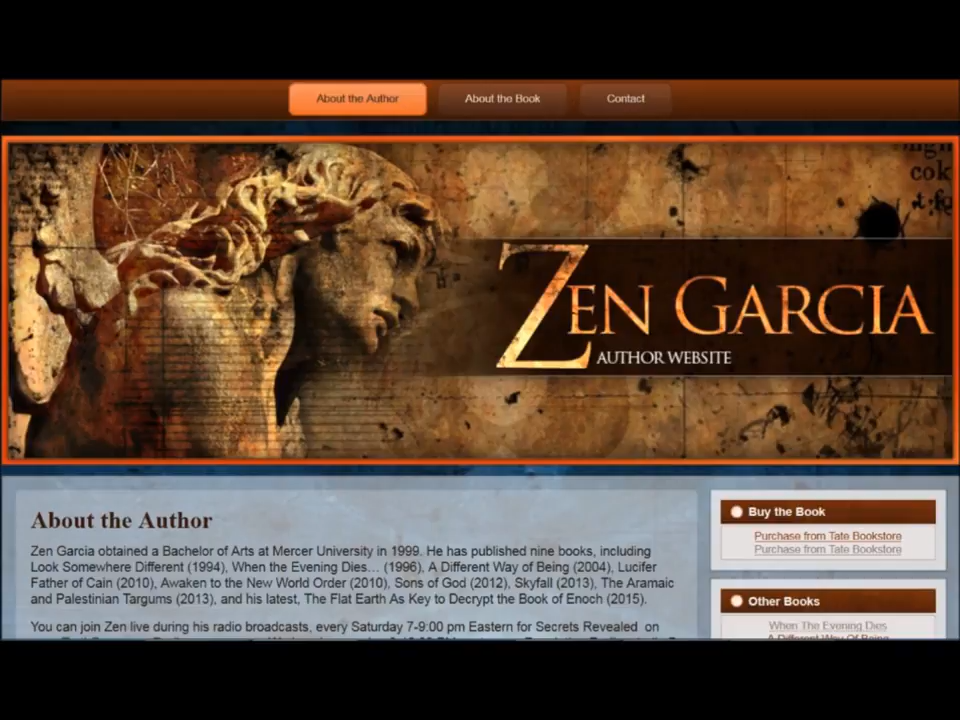 About the Author
About the Book
Contact
cok
ZEN GARCIA
AUTHOR WEBSITE
About the Author
Zen Garcia obtained a Bachelor of Arts at Mercer University in 1999. He has published nine books, including
Look Somewhere Different (1994), When the Evening Dies… (1996), A Different Way of Being (2004), Lucifer
Father of Cain (2010), Awaken to the New World Order (2010), Sons of God (2012), Skyfall (2013), The Aramaic
and Palestinian Targums (2013), and his latest, The Flat Earth As Key to Decrypt the Book of Enoch (2015).
You can join Zen live during his radio broadcasts, every Saturday 7-9:00 pm Eastern for Secrets Revealed on
Buy the Book
Purchase from Tate Bookstore
Purchase from Tate Bookstore
Other Books
When The Evening Dies
A Different Way Of Being